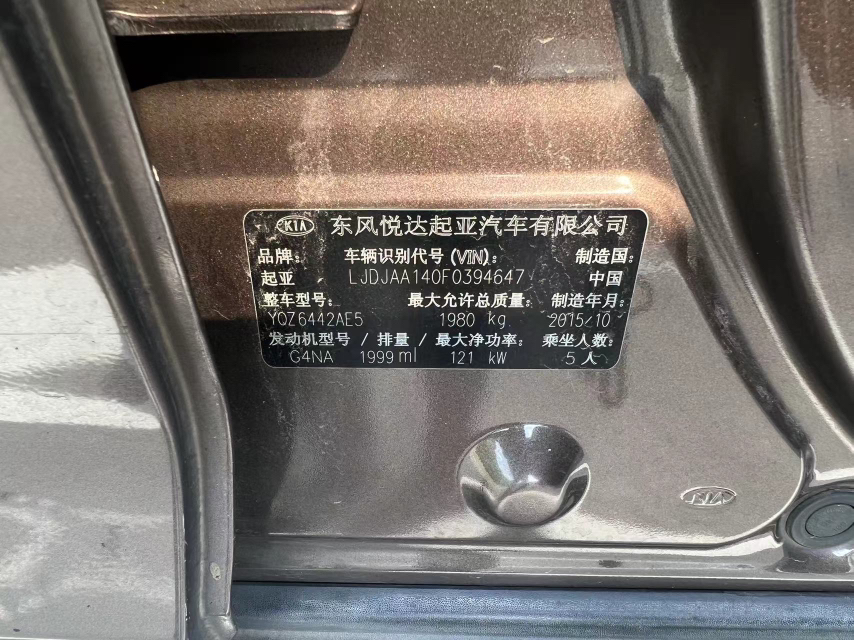 KIA 东风悦达起亚汽车有限公司
品牌: 车辆识别代号(VIN): 制造国:
起亚 LJDJAA140F0394647 中国
整车型号: 最大允许总质量: 制造年月:
YQZ6442AE5 1980 kg 2015/10
发动机型号 / 排量 / 最大净功率: 乘坐人数:
G4NA 1999 ml 121 kW 5 人
KIA